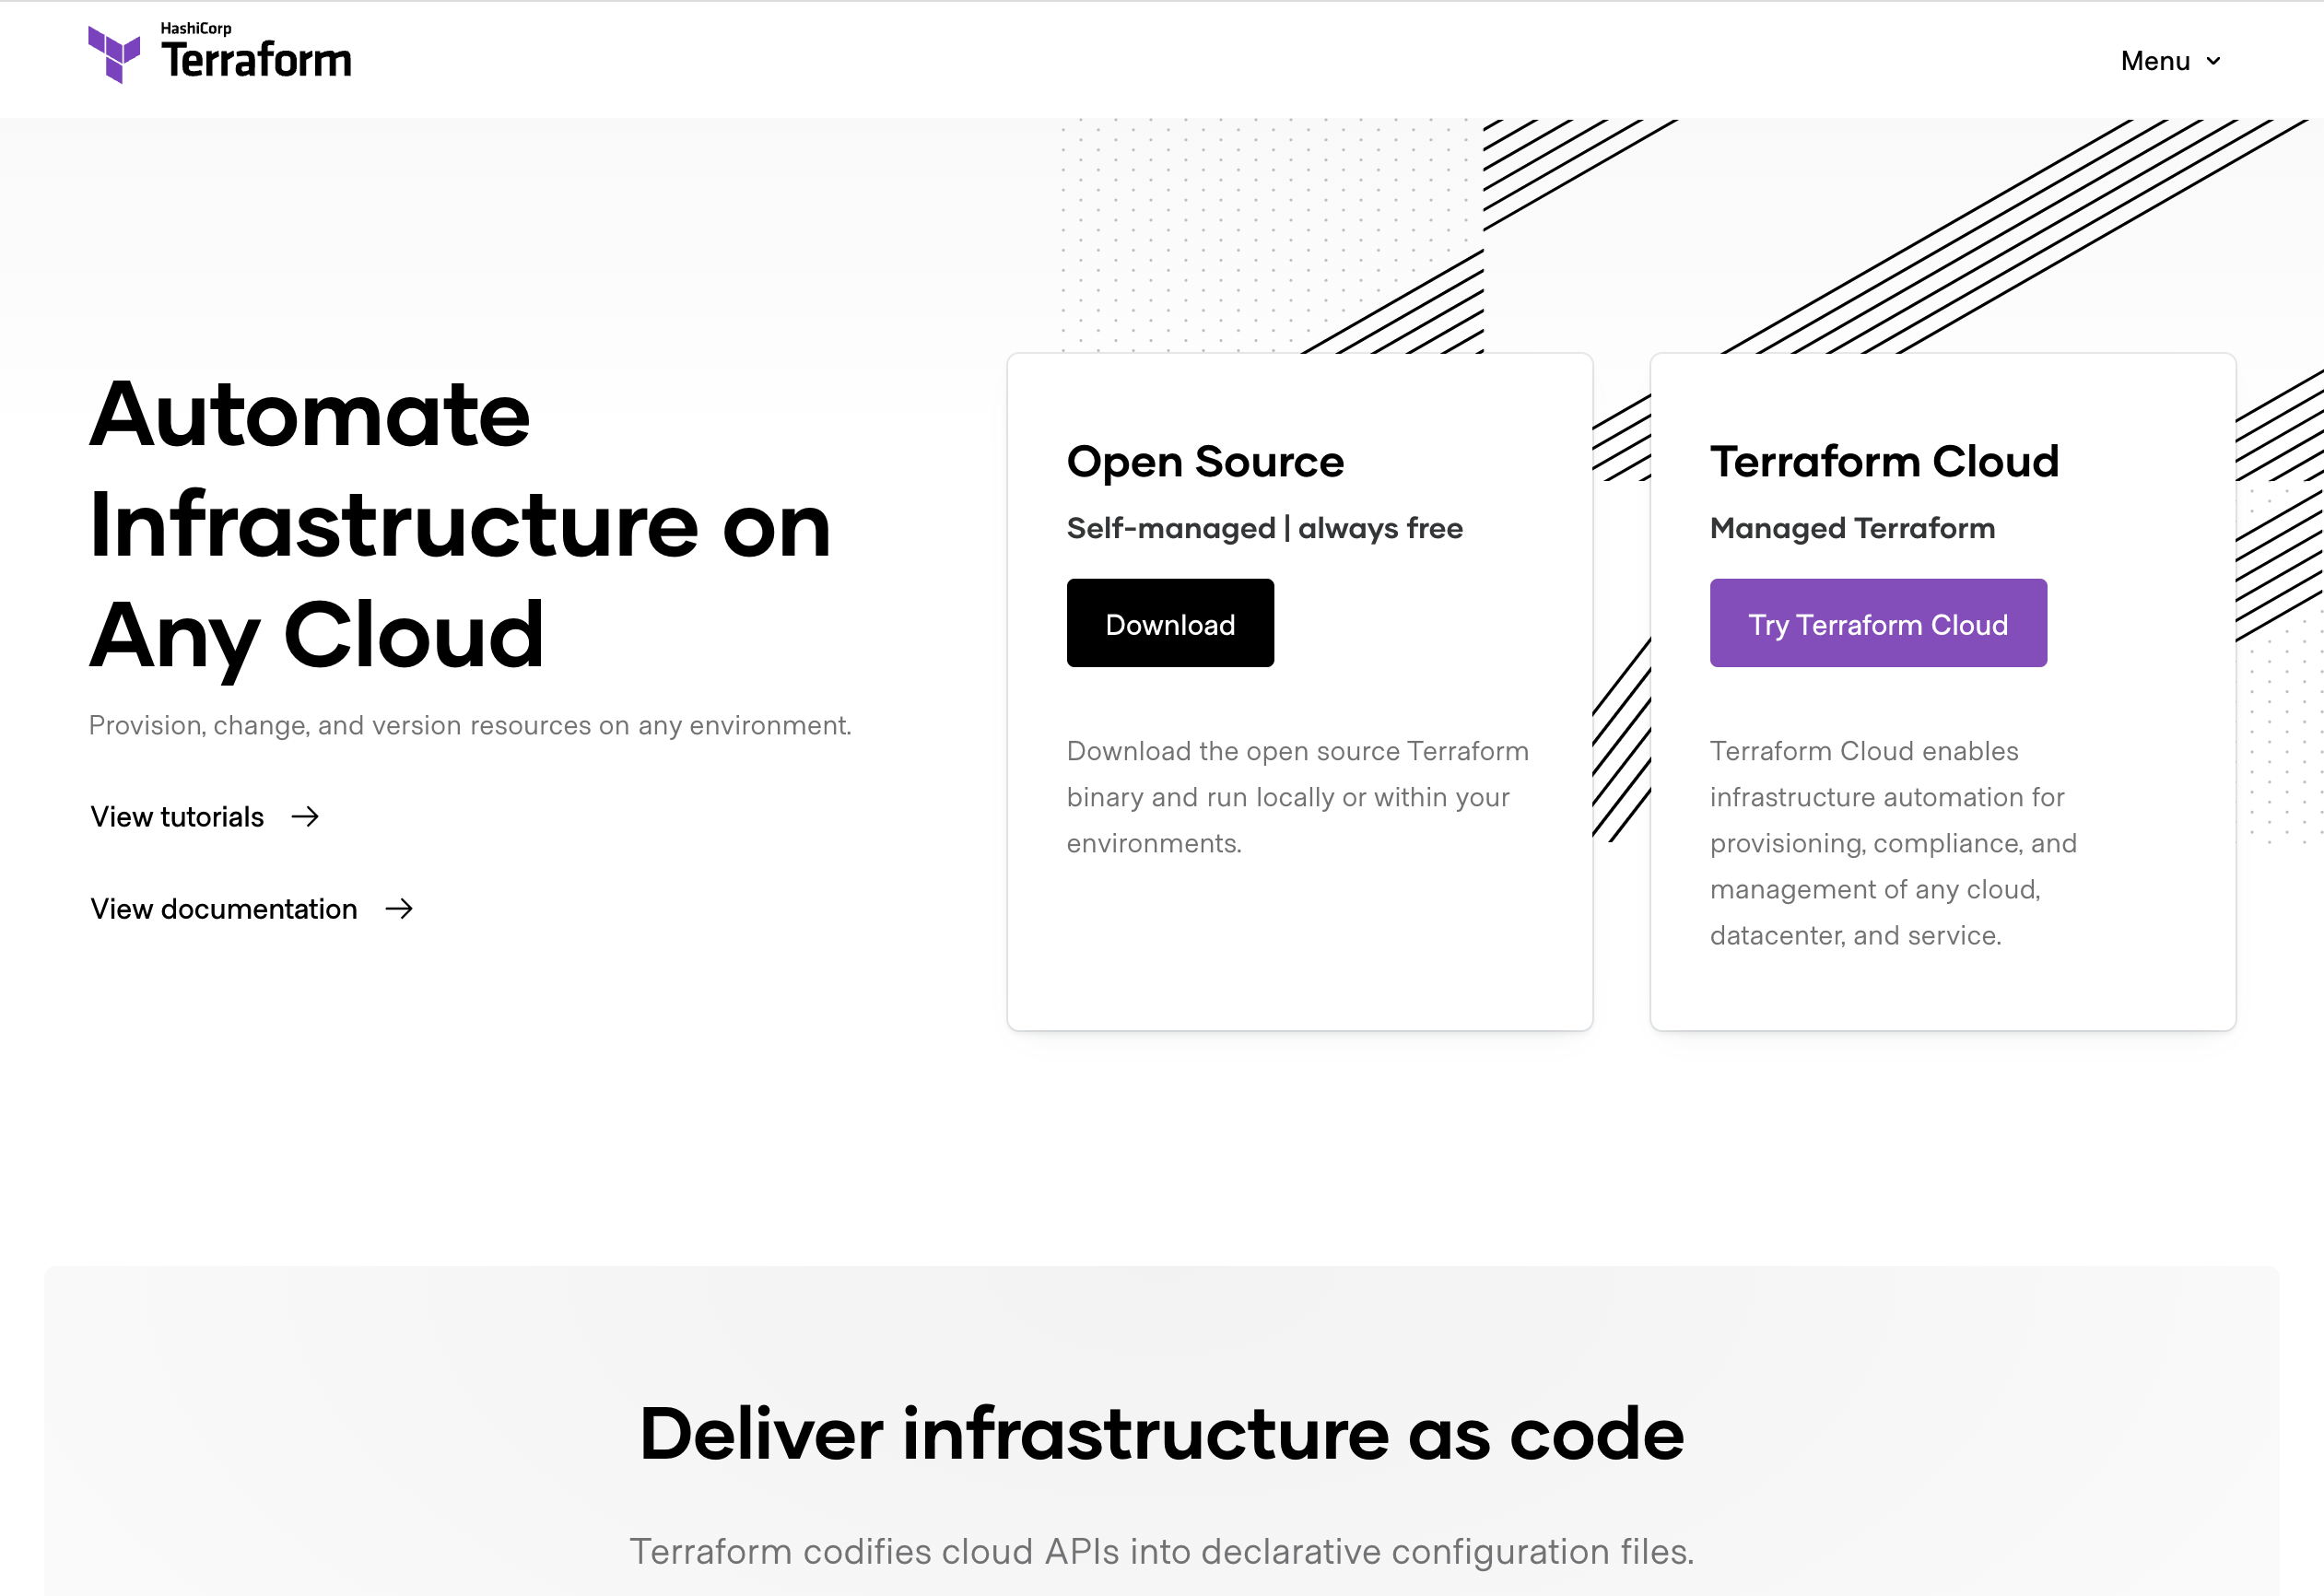 HashiCorp
Terraform
Menu
Automate
Infrastructure on
Any Cloud
Provision, change, and version resources on any environment.
View tutorials
View documentation
Open Source
Self-managed | always free
Download
Download the open source Terraform
binary and run locally or within your
environments.
Terraform Cloud
Managed Terraform
Try Terraform Cloud
Terraform Cloud enables
infrastructure automation for
provisioning, compliance, and
management of any cloud,
datacenter, and service.
Deliver infrastructure as code
Terraform codifies cloud APIs into declarative configuration files.